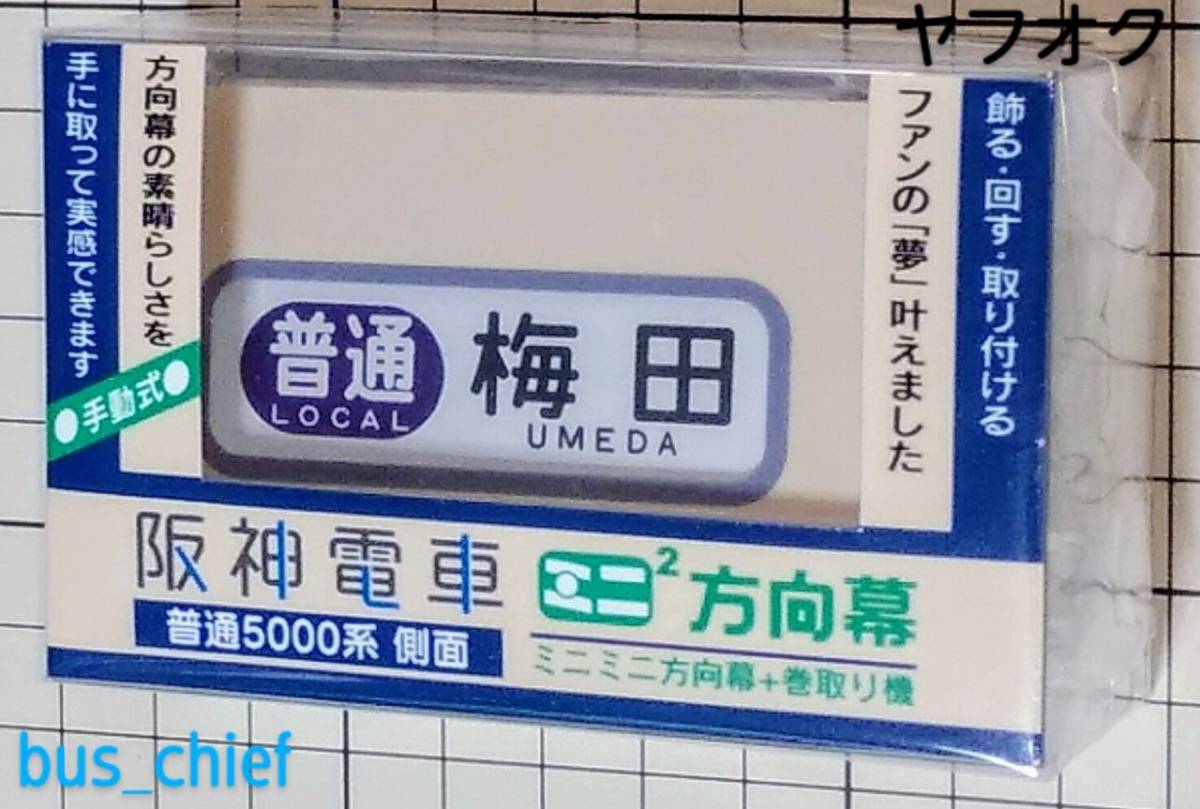 ヤフオク
飾る・回す・取り付ける
ファンの「夢」叶えました
方向幕の素晴らしさを
手に取って実感できます
●手動式●
普通
LOCAL
梅田
UMEDA
阪神電車
普通5000系 側面
ミニ² 方向幕
ミニミニ方向幕+巻取り機
bus_chief